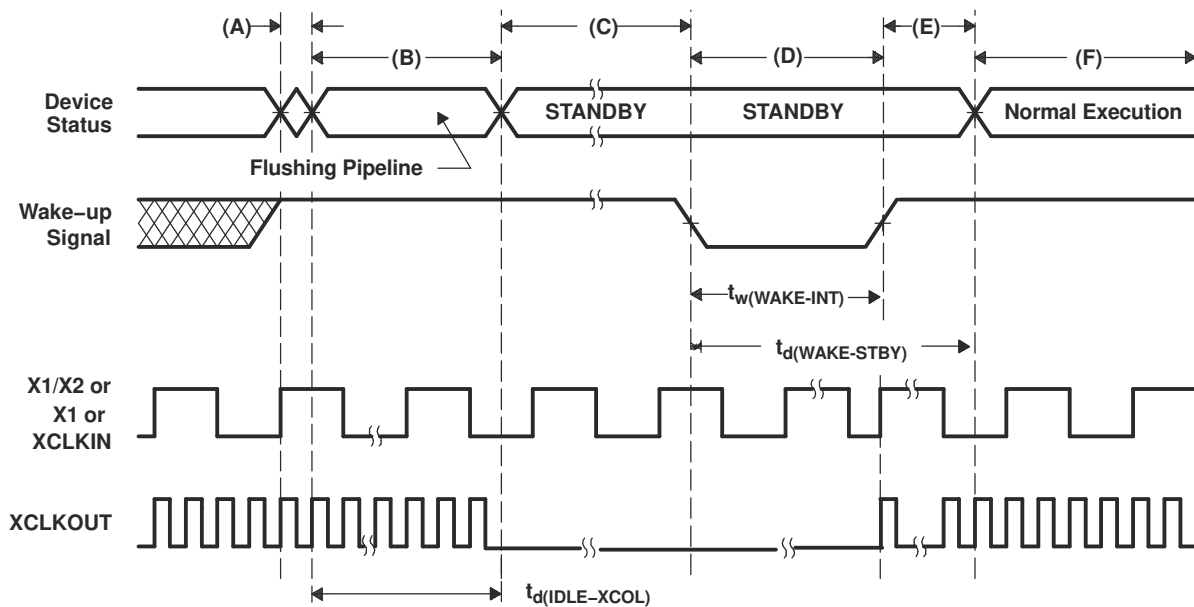 (A)
(C)
(E)
(B)
(D)
(F)
Device
Status
STANDBY
STANDBY
Normal Execution
Flushing Pipeline
Wake−up
Signal
tw(WAKE-INT)
td(WAKE-STBY)
X1/X2 or
X1 or
XCLKIN
XCLKOUT
td(IDLE−XCOL)